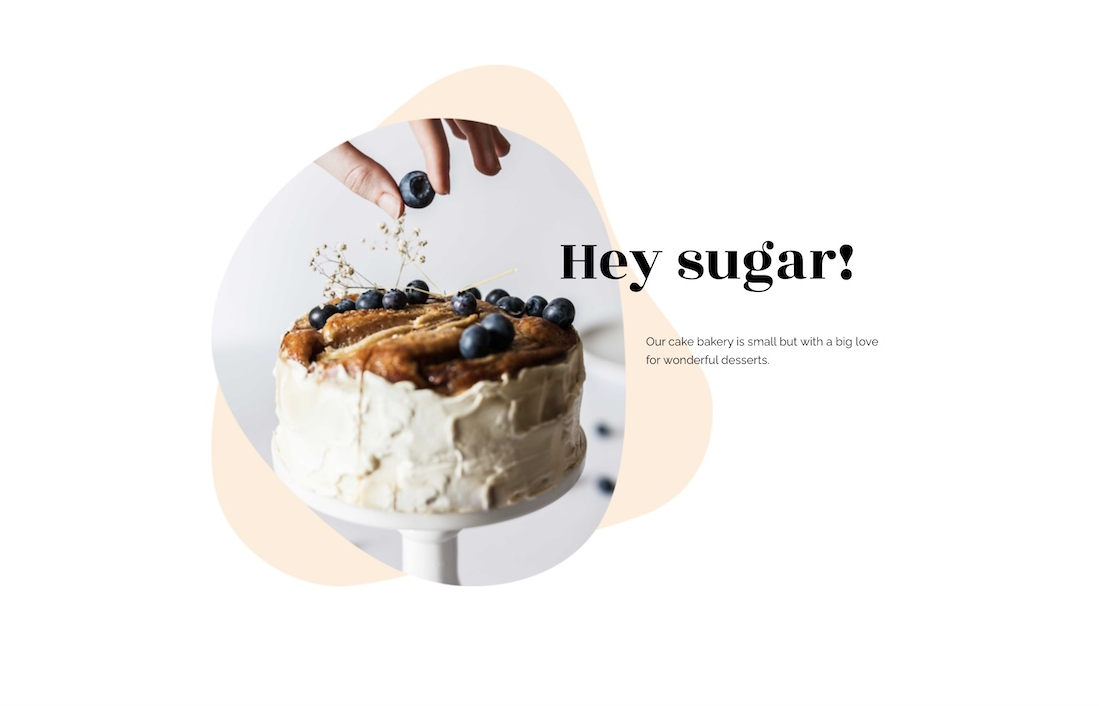 Hey sugar!
Our cake bakery is small but with a big love
for wonderful desserts.